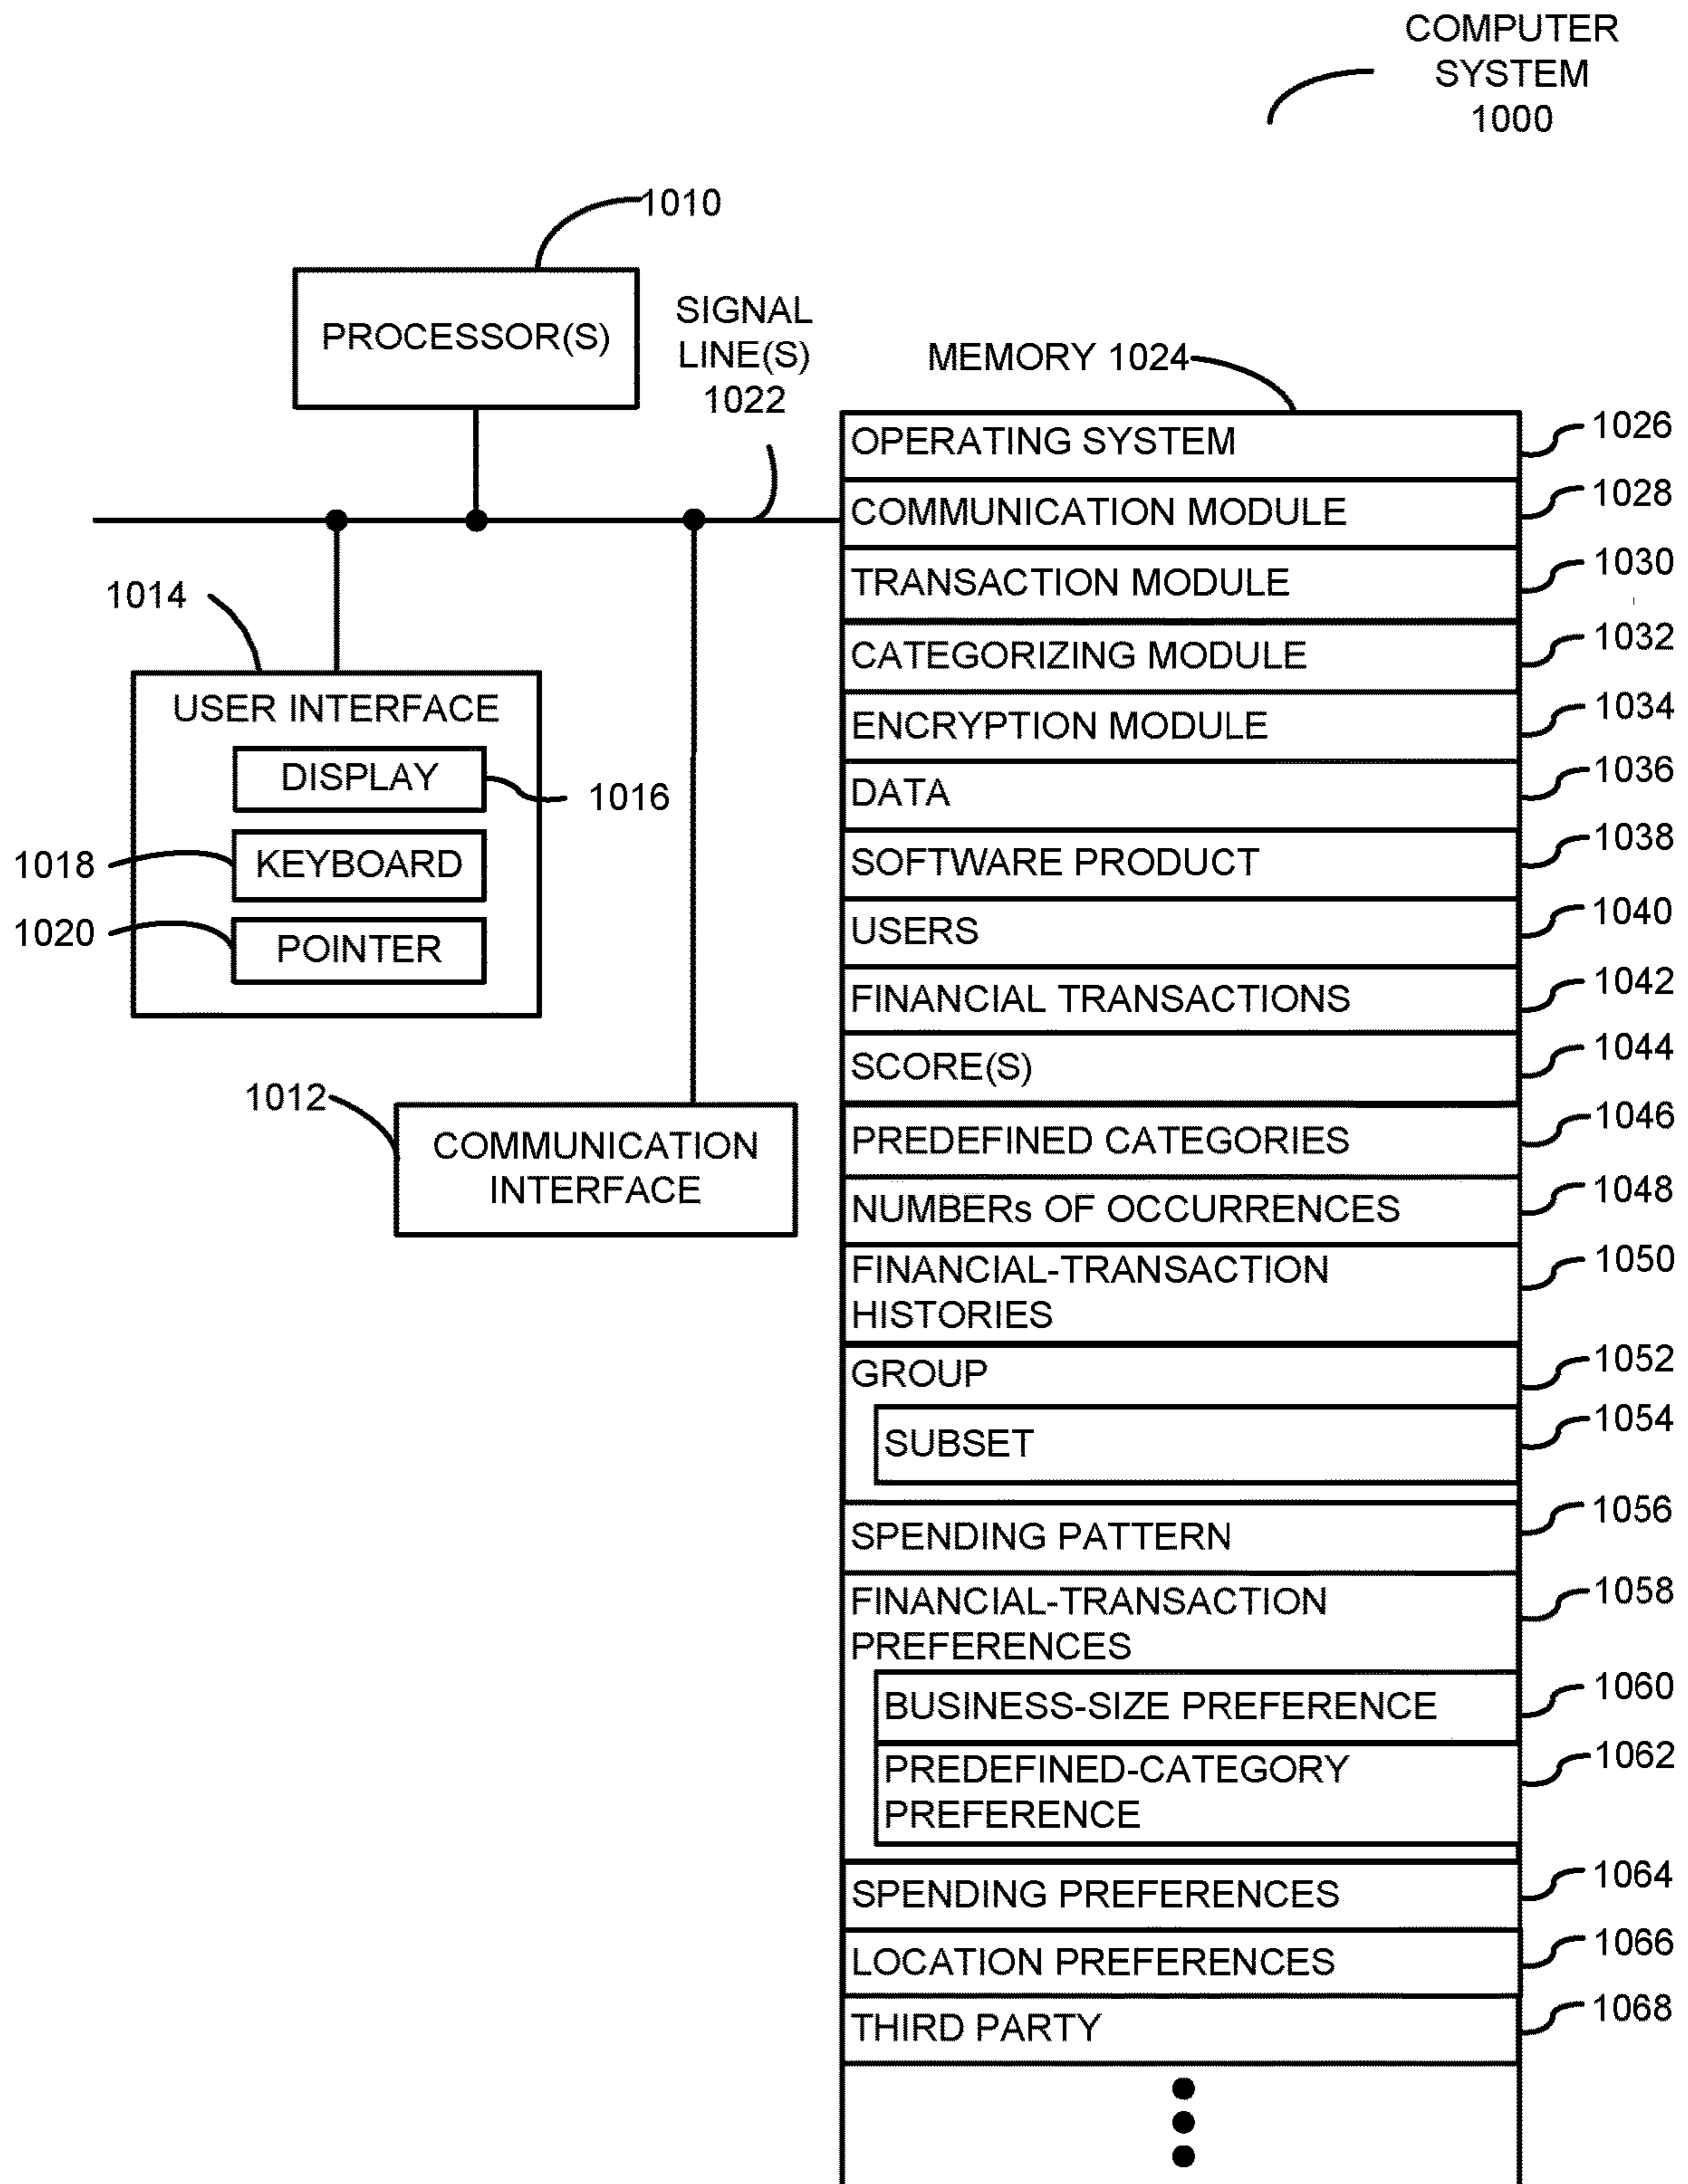 COMPUTER
SYSTEM
1000
1010
PROCESSOR(S)
SIGNAL
LINE(S)
1022
MEMORY 1024
1014
USER INTERFACE
DISPLAY
1016
1018
KEYBOARD
1020
POINTER
1012
COMMUNICATION
INTERFACE
OPERATING SYSTEM
1026
COMMUNICATION MODULE
1028
TRANSACTION MODULE
1030
CATEGORIZING MODULE
1032
ENCRYPTION MODULE
1034
DATA
1036
SOFTWARE PRODUCT
1038
USERS
1040
FINANCIAL TRANSACTIONS
1042
SCORE(S)
1044
PREDEFINED CATEGORIES
1046
NUMBERs OF OCCURRENCES
1048
FINANCIAL-TRANSACTION
HISTORIES
1050
GROUP
1052
SUBSET
1054
SPENDING PATTERN
1056
FINANCIAL-TRANSACTION
PREFERENCES
1058
BUSINESS-SIZE PREFERENCE
1060
PREDEFINED-CATEGORY
PREFERENCE
1062
SPENDING PREFERENCES
1064
LOCATION PREFERENCES
1066
THIRD PARTY
1068